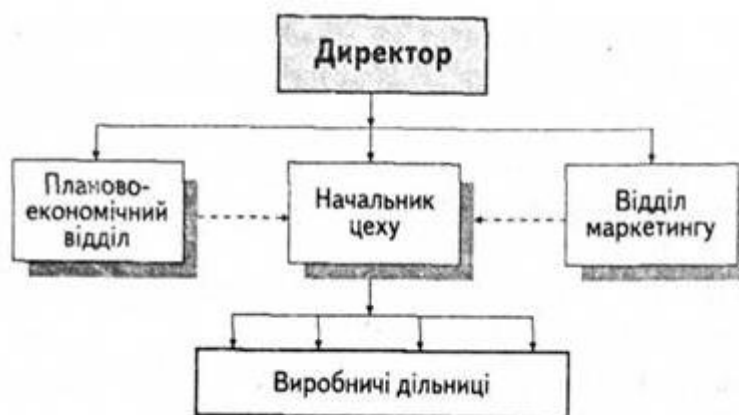 Директор
Планово-
економічний
відділ
Начальник
цеху
Відділ
маркетингу
Виробничі дільниці